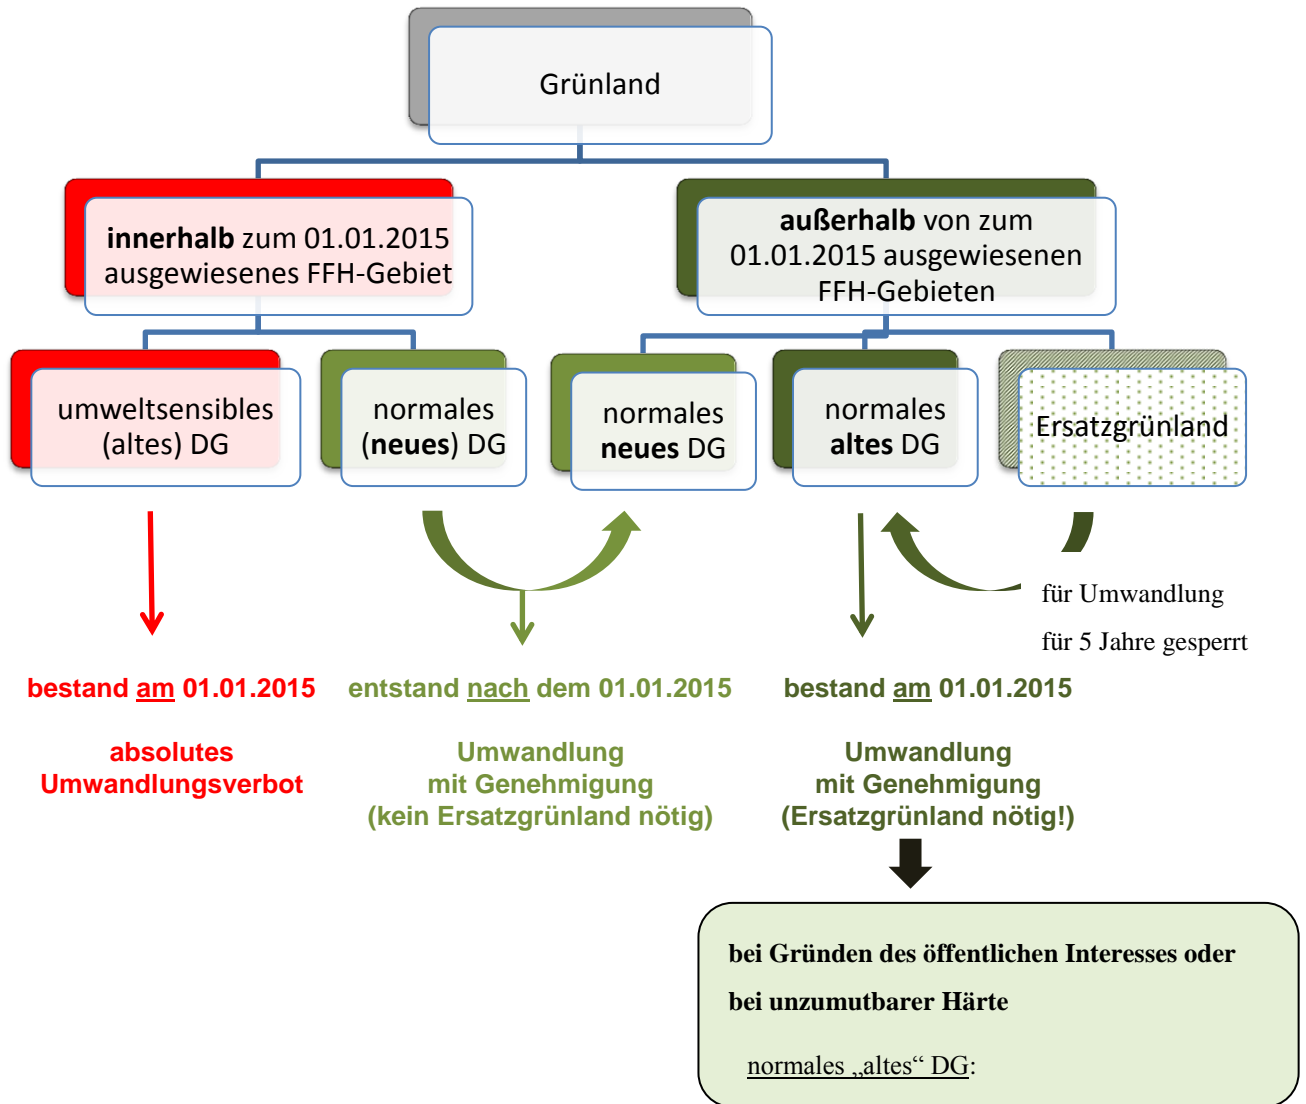 Grünland
innerhalb zum 01.01.2015
ausgewiesenes FFH-Gebiet
außerhalb von zum
01.01.2015 ausgewiesenen
FFH-Gebieten
umweltsensibles
(altes) DG
normales
(neues) DG
normales
neues DG
normales
altes DG
Ersatzgrünland
für Umwandlung
für 5 Jahre gesperrt
bestand am 01.01.2015
absolutes
Umwandlungsverbot
entstand nach dem 01.01.2015
Umwandlung
mit Genehmigung
(kein Ersatzgrünland nötig)
bestand am 01.01.2015
Umwandlung
mit Genehmigung
(Ersatzgrünland nötig!)
bei Gründen des öffentlichen Interesses oder
bei unzumutbarer Härte
normales „altes“ DG: